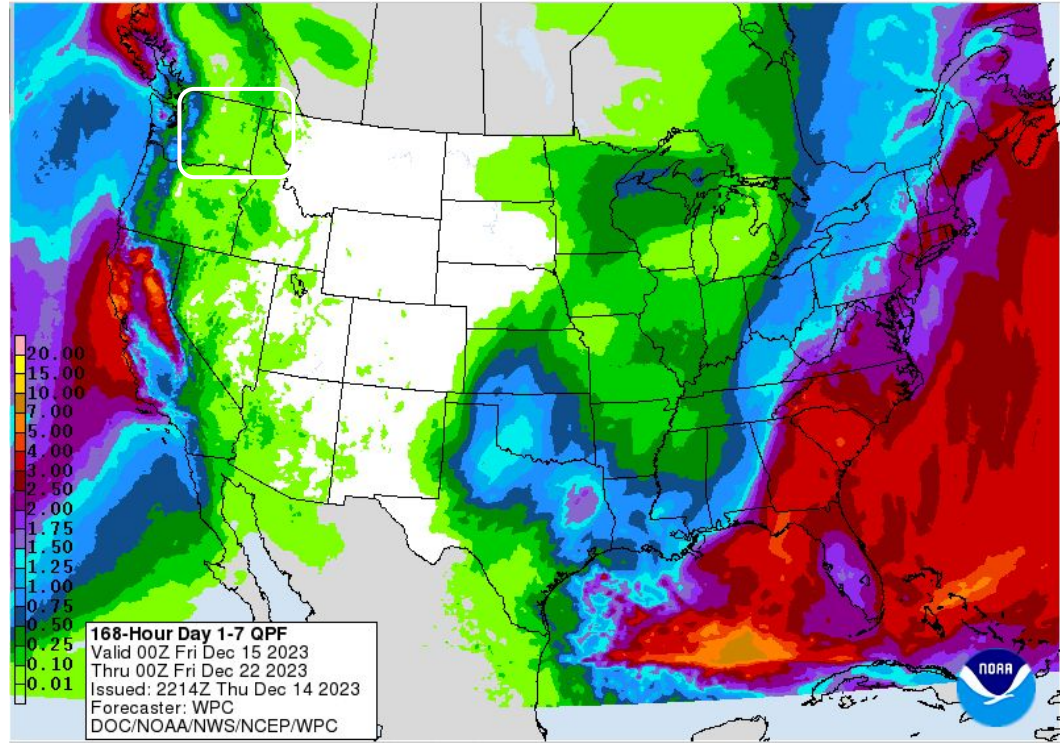 20.00
15.00
10.00
7.00
5.00
4.00
3.00
2.50
2.00
1.75
1.50
1.25
1.00
0.75
0.50
0.25
0.10
0.01
168-Hour Day 1-7 QPF
Valid 00Z Fri Dec 15 2023
Thru 00Z Fri Dec 22 2023
Issued: 2214Z Thu Dec 14 2023
Forecaster: WPC
DOC/NOAA/NWS/NCEP/WPC
NOAA